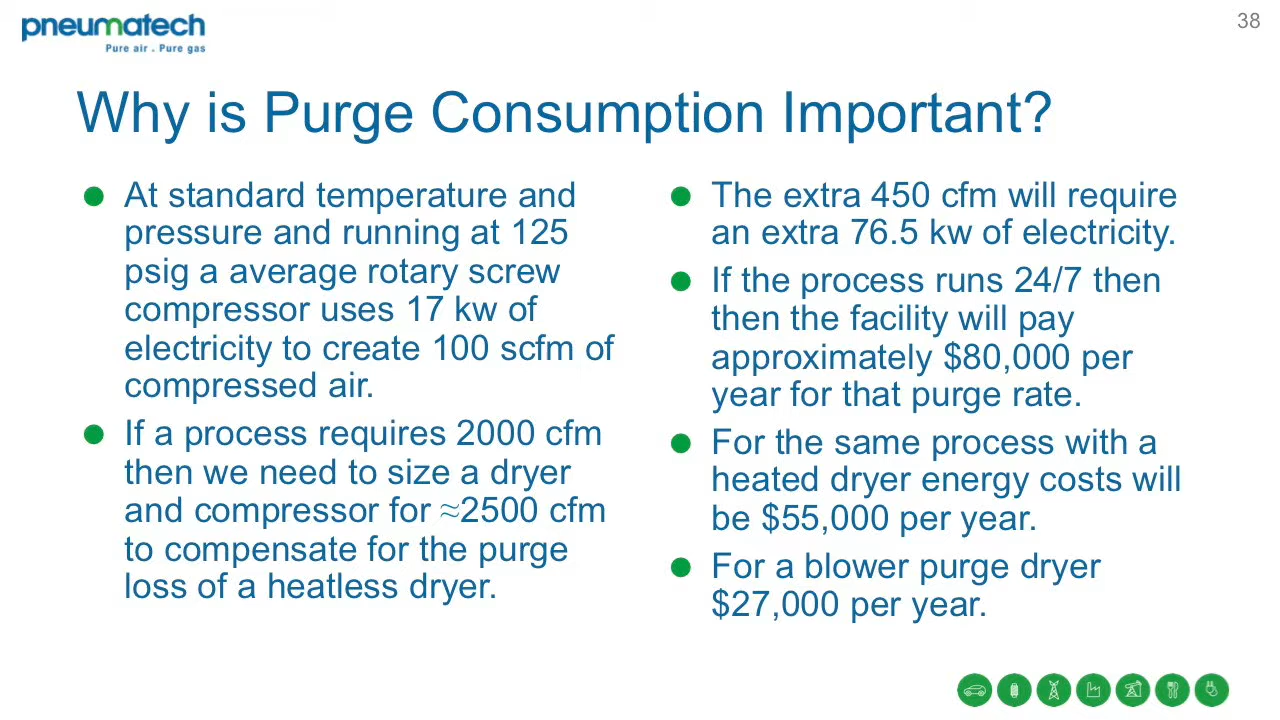 pneumatech
Pure air . Pure gas
38
Why is Purge Consumption Important?
At standard temperature and
pressure and running at 125
psig a average rotary screw
compressor uses 17 kw of
electricity to create 100 scfm of
compressed air.
If a process requires 2000 cfm
then we need to size a dryer
and compressor for ≈2500 cfm
to compensate for the purge
loss of a heatless dryer.
The extra 450 cfm will require
an extra 76.5 kw of electricity.
If the process runs 24/7 then
then the facility will pay
approximately $80,000 per
year for that purge rate.
For the same process with a
heated dryer energy costs will
be $55,000 per year.
For a blower purge dryer
$27,000 per year.